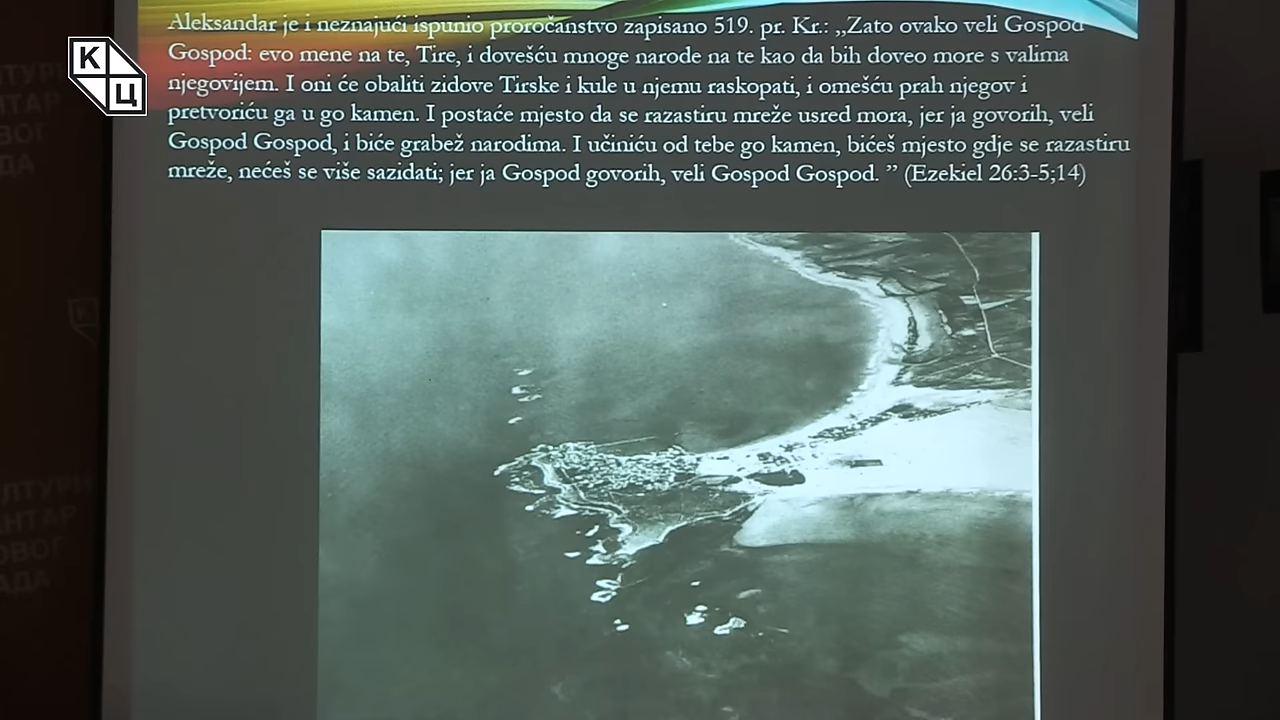 Aleksandar je i neznajući ispunio proročanstvo zapisano 519. pr. Kr.: „Zato ovako veli Gospod
Gospod: evo mene na te, Tire, i dovešću mnoge narode na te kao da bih doveo more s valima
njegovijem. I oni će obaliti zidove Tirske i kule u njemu raskopati, i omešću prah njegov i
pretvoriću ga u go kamen. I postaće mjesto da se razastiru mreže usred mora, jer ja govorih, veli
Gospod Gospod, i biće grabež narodima. I učiniću od tebe go kamen, bićeš mjesto gdje se razastiru
mreže, nećeš se više sazidati; jer ja Gospod govorih, veli Gospod Gospod. ” (Ezekiel 26:3-5;14)
К
Ц